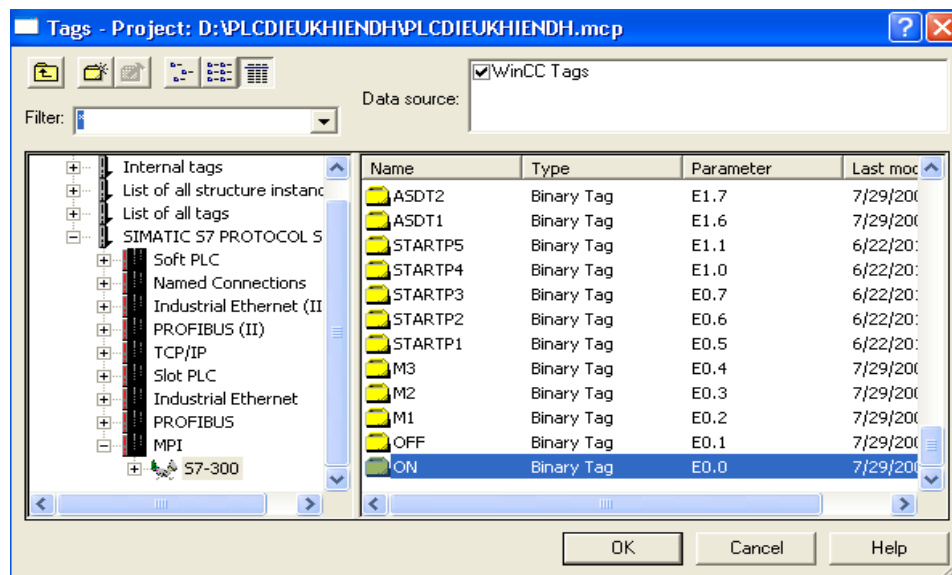 Tags - Project: D:\PLCDIEUKHIENDH\PLCDIEUKHIENDH.mcp
Data source:
WinCC Tags
Filter: *
Internal tags
List of all structure instanc
List of all tags
SIMATIC S7 PROTOCOL S
Soft PLC
Named Connections
Industrial Ethernet (II
PROFIBUS (II)
TCP/IP
Slot PLC
Industrial Ethernet
PROFIBUS
MPI
S7-300
Name Type Parameter Last moc
ASDT2 Binary Tag E1.7 7/29/200
ASDT1 Binary Tag E1.6 7/29/200
STARTP5 Binary Tag E1.1 6/22/20
STARTP4 Binary Tag E1.0 6/22/20
STARTP3 Binary Tag E0.7 6/22/20
STARTP2 Binary Tag E0.6 6/22/20
STARTP1 Binary Tag E0.5 6/22/20
M3 Binary Tag E0.4 7/29/200
M2 Binary Tag E0.3 7/29/200
M1 Binary Tag E0.2 7/29/200
OFF Binary Tag E0.1 7/29/200
ON Binary Tag E0.0 7/29/200
OK Cancel Help